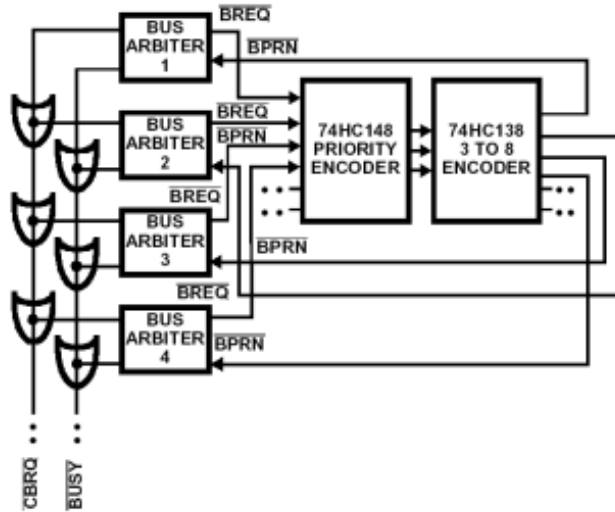 BREQ
BUS
ARBITER
1
BPRN
74HC148
PRIORITY
ENCODER
74HC138
3 TO 8
ENCODER
BUS
ARBITER
2
BREQ
BPRN
BREQ
BUS
ARBITER
3
BPRN
BREQ
BUS
ARBITER
4
BPRN
CBRQ
BUSY